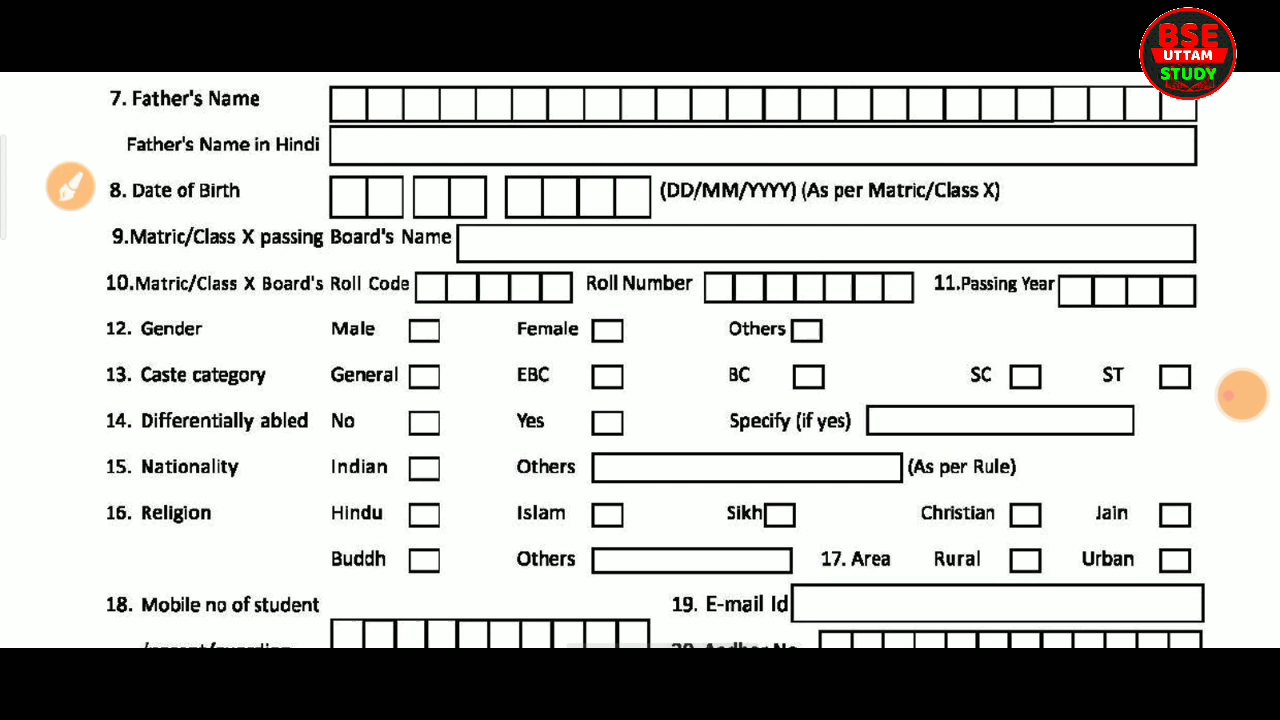 BSE
UTTAM
STUDY
7. Father's Name
Father's Name in Hindi
8. Date of Birth (DD/MM/YYYY) (As per Matric/Class X)
9.Matric/Class X passing Board's Name
10.Matric/Class X Board's Roll Code Roll Number 11.Passing Year
12. Gender Male Female Others
13. Caste category General EBC BC SC ST
14. Differentially abled No Yes Specify (if yes)
15. Nationality Indian Others (As per Rule)
16. Religion Hindu Islam Sikh Christian Jain
Buddh Others 17. Area Rural Urban
18. Mobile no of student 19. E-mail Id